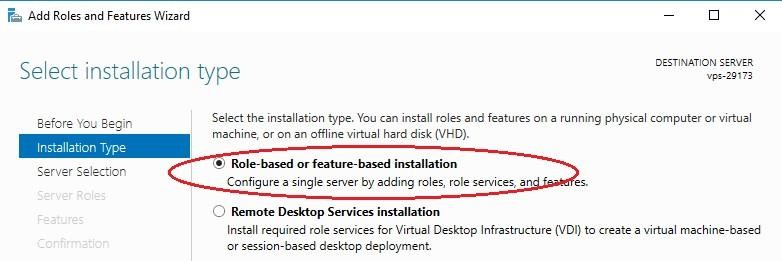 Add Roles and Features Wizard
Select installation type
DESTINATION SERVER
vps-29173
Before You Begin
Installation Type
Server Selection
Server Roles
Features
Confirmation
Select the installation type. You can install roles and features on a running physical computer or virtual
machine, or on an offline virtual hard disk (VHD).
Role-based or feature-based installation
Configure a single server by adding roles, role services, and features.
Remote Desktop Services installation
Install required role services for Virtual Desktop Infrastructure (VDI) to create a virtual machine-based
or session-based desktop deployment.